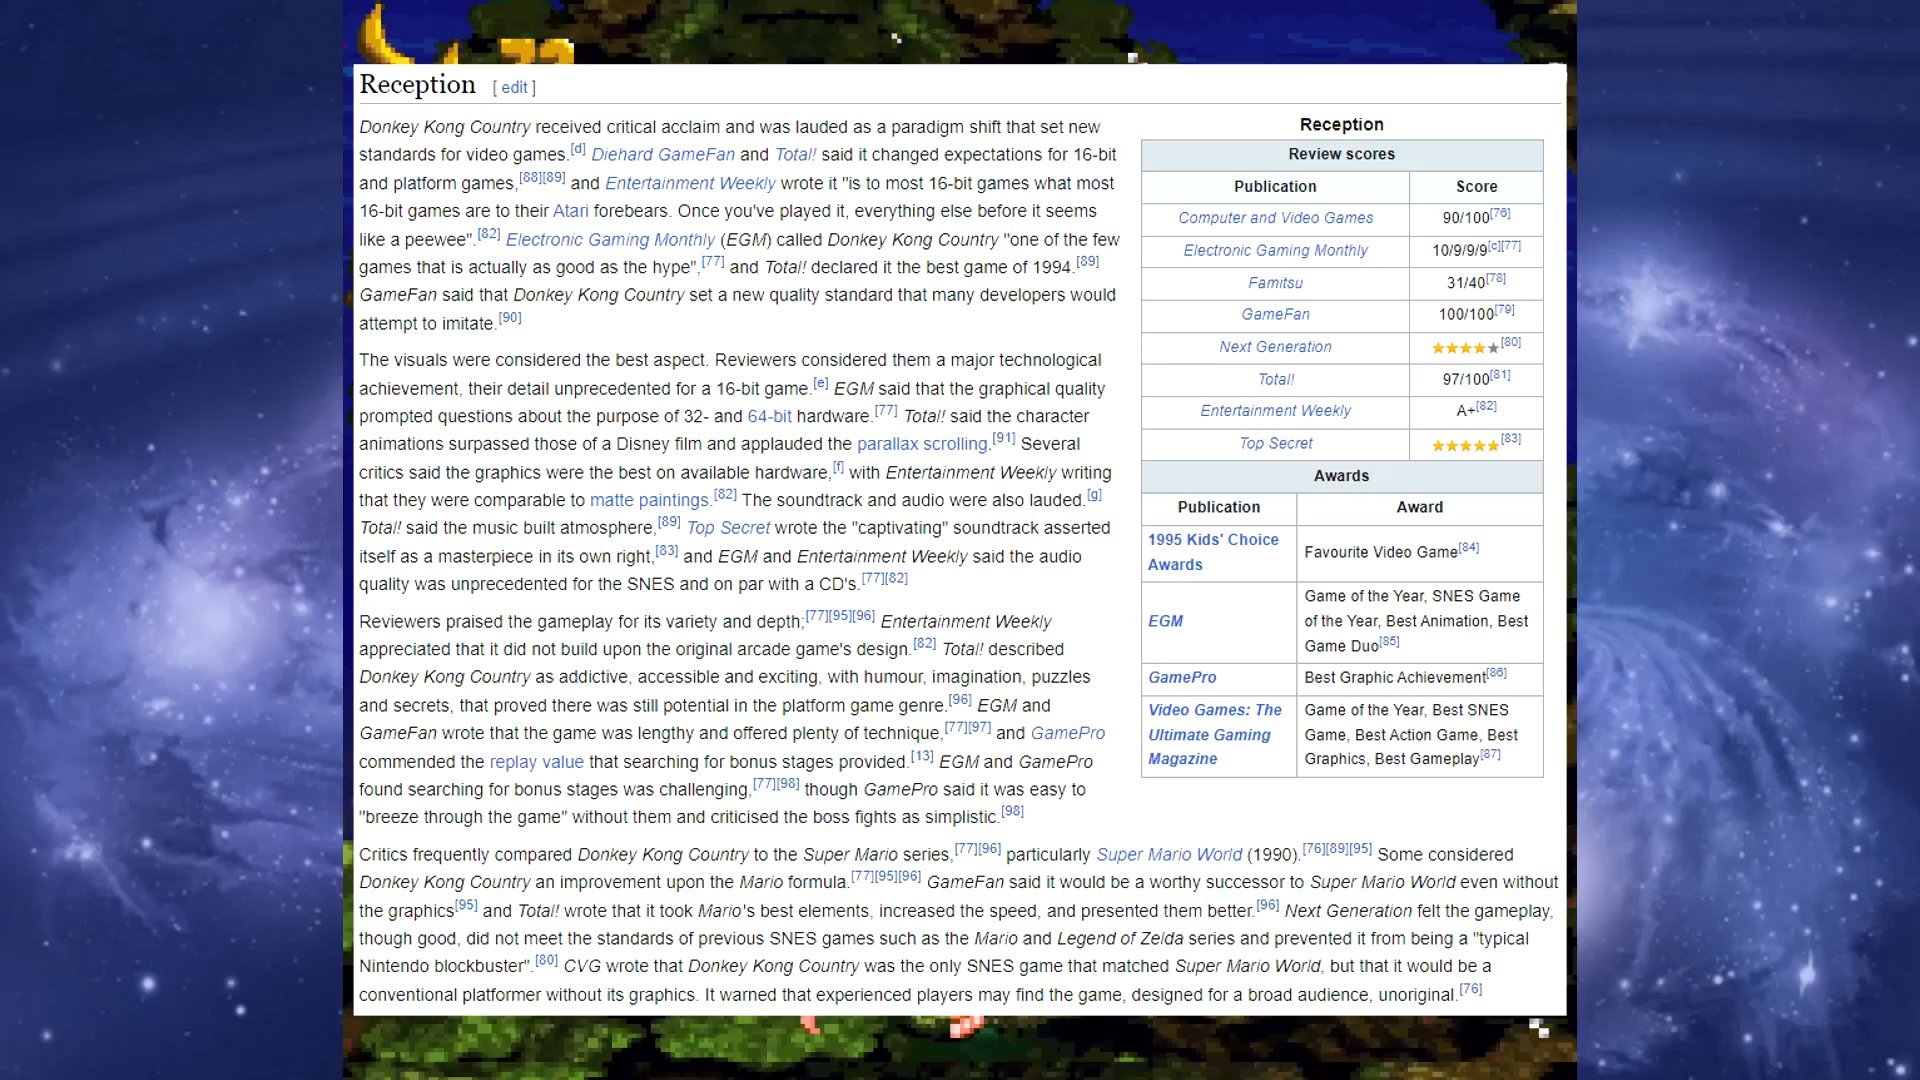 Reception [ edit ]
Donkey Kong Country received critical acclaim and was lauded as a paradigm shift that set new
standards for video games.[d] Diehard GameFan and Total! said it changed expectations for 16-bit
and platform games,[88][89] and Entertainment Weekly wrote it "is to most 16-bit games what most
16-bit games are to their Atari forebears. Once you've played it, everything else before it seems
like a peewee".[82] Electronic Gaming Monthly (EGM) called Donkey Kong Country "one of the few
games that is actually as good as the hype",[77] and Total! declared it the best game of 1994.[89]
GameFan said that Donkey Kong Country set a new quality standard that many developers would
attempt to imitate.[90]
The visuals were considered the best aspect. Reviewers considered them a major technological
achievement, their detail unprecedented for a 16-bit game.[e] EGM said that the graphical quality
prompted questions about the purpose of 32- and 64-bit hardware.[77] Total! said the character
animations surpassed those of a Disney film and applauded the parallax scrolling.[91] Several
critics said the graphics were the best on available hardware,[f] with Entertainment Weekly writing
that they were comparable to matte paintings.[82] The soundtrack and audio were also lauded.[g]
Total! said the music built atmosphere,[89] Top Secret wrote the "captivating" soundtrack asserted
itself as a masterpiece in its own right,[83] and EGM and Entertainment Weekly said the audio
quality was unprecedented for the SNES and on par with a CD's.[77][82]
Reviewers praised the gameplay for its variety and depth;[77][95][96] Entertainment Weekly
appreciated that it did not build upon the original arcade game's design.[82] Total! described
Donkey Kong Country as addictive, accessible and exciting, with humour, imagination, puzzles
and secrets, that proved there was still potential in the platform game genre.[96] EGM and
GameFan wrote that the game was lengthy and offered plenty of technique,[77][97] and GamePro
commended the replay value that searching for bonus stages provided.[13] EGM and GamePro
found searching for bonus stages was challenging,[77][98] though GamePro said it was easy to
"breeze through the game" without them and criticised the boss fights as simplistic.[98]
Critics frequently compared Donkey Kong Country to the Super Mario series,[77][96] particularly Super Mario World (1990).[76][89][95] Some considered
Donkey Kong Country an improvement upon the Mario formula.[77][95][96] GameFan said it would be a worthy successor to Super Mario World even without
the graphics[95] and Total! wrote that it took Mario's best elements, increased the speed, and presented them better.[96] Next Generation felt the gameplay,
though good, did not meet the standards of previous SNES games such as the Mario and Legend of Zelda series and prevented it from being a "typical
Nintendo blockbuster".[80] CVG wrote that Donkey Kong Country was the only SNES game that matched Super Mario World, but that it would be a
conventional platformer without its graphics. It warned that experienced players may find the game, designed for a broad audience, unoriginal.[76]
Reception
Review scores
Publication Score
Computer and Video Games 90/100[76]
Electronic Gaming Monthly 10/9/9/9[c][77]
Famitsu 31/40[78]
GameFan 100/100[79]
Next Generation ★★★★★[80]
Total! 97/100[81]
Entertainment Weekly A+[82]
Top Secret ★★★★★[83]
Awards
Publication Award
1995 Kids' Choice
Awards
Favourite Video Game[84]
EGM
Game of the Year, SNES Game
of the Year, Best Animation, Best
Game Duo[85]
GamePro Best Graphic Achievement[86]
Video Games: The
Ultimate Gaming
Magazine
Game of the Year, Best SNES
Game, Best Action Game, Best
Graphics, Best Gameplay[87]